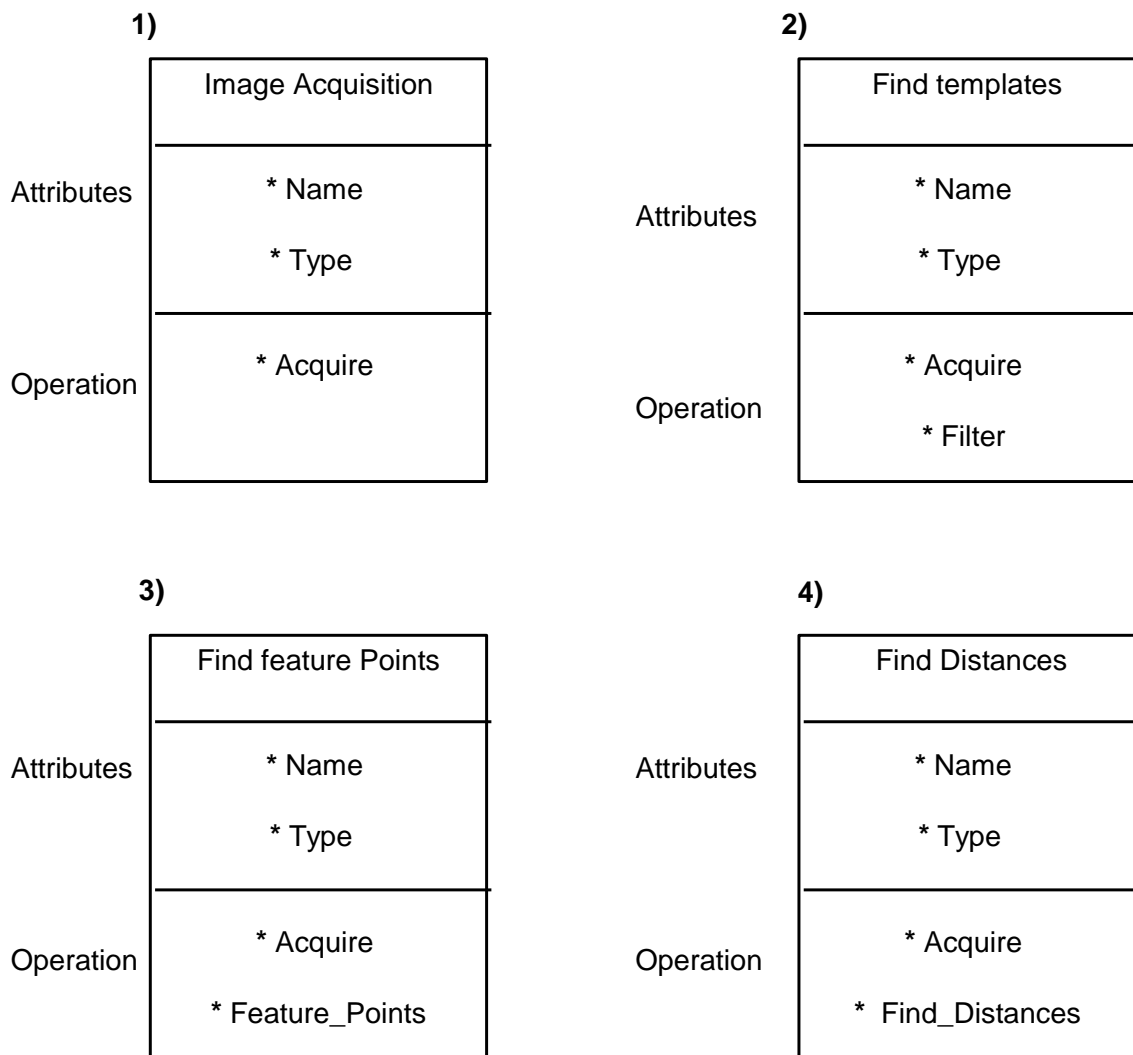 1)
Image Acquisition
Attributes
* Name
* Type
Operation
* Acquire
2)
Find templates
Attributes
* Name
* Type
Operation
* Acquire
* Filter
3)
Find feature Points
Attributes
* Name
* Type
Operation
* Acquire
* Feature_Points
4)
Find Distances
Attributes
* Name
* Type
Operation
* Acquire
* Find_Distances